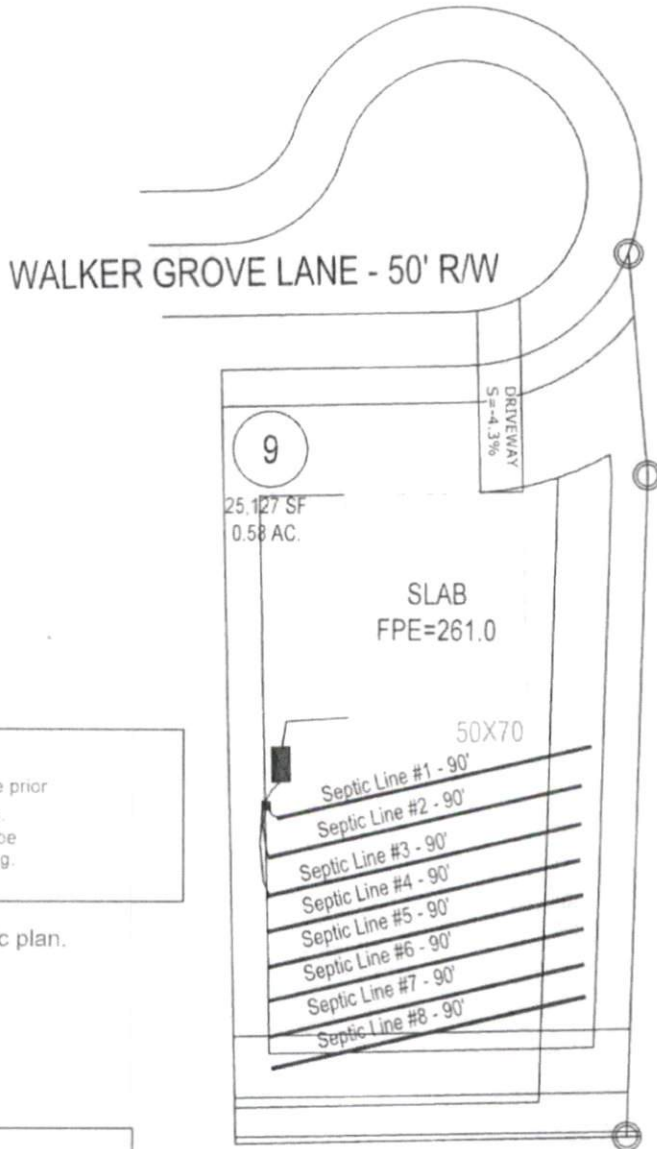 WALKER GROVE LANE - 50' R/W
DRIVEWAY
S=-4.3%
9
25,127 SF
0.58 AC.
SLAB
FPE=261.0
50X70
Septic Line #1 - 90'
Septic Line #2 - 90'
Septic Line #3 - 90'
Septic Line #4 - 90'
Septic Line #5 - 90'
Septic Line #6 - 90'
Septic Line #7 - 90'
Septic Line #8 - 90'
prior
plan.